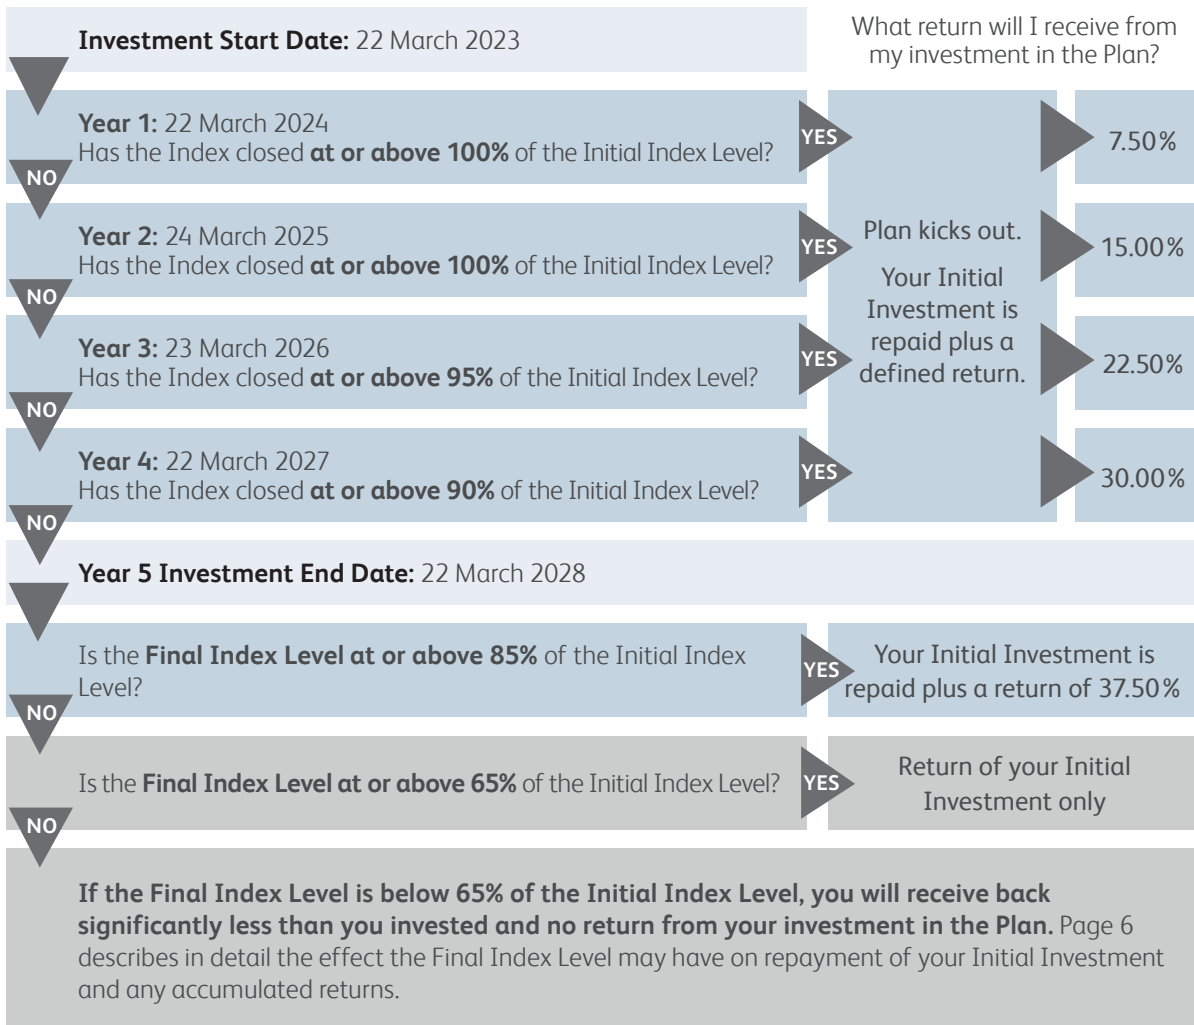 Investment Start Date: 22 March 2023
What return will I receive from
my investment in the Plan?
Year 1: 22 March 2024
Has the Index closed at or above 100% of the Initial Index Level?
YES
7.50%
NO
Year 2: 24 March 2025
Has the Index closed at or above 100% of the Initial Index Level?
YES
Plan kicks out.
Your Initial
Investment is
repaid plus a
defined return.
15.00%
NO
Year 3: 23 March 2026
Has the Index closed at or above 95% of the Initial Index Level?
YES
22.50%
NO
Year 4: 22 March 2027
Has the Index closed at or above 90% of the Initial Index Level?
YES
30.00%
NO
Year 5 Investment End Date: 22 March 2028
Is the Final Index Level at or above 85% of the Initial Index
Level?
YES
Your Initial Investment is
repaid plus a return of 37.50%
NO
Is the Final Index Level at or above 65% of the Initial Index Level?
YES
Return of your Initial
Investment only
NO
If the Final Index Level is below 65% of the Initial Index Level, you will receive back
significantly less than you invested and no return from your investment in the Plan. Page 6
describes in detail the effect the Final Index Level may have on repayment of your Initial Investment
and any accumulated returns.